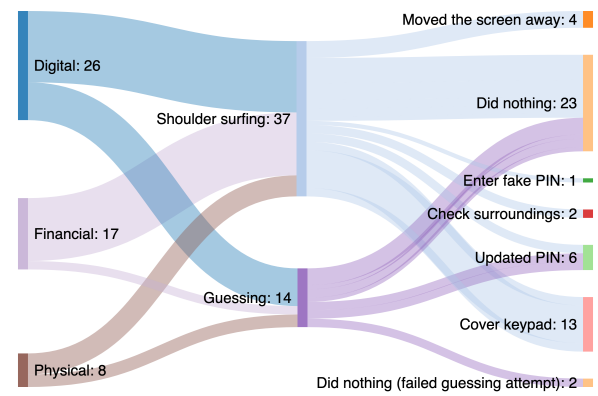 Moved the screen away: 4
Digital: 26
Did nothing: 23
Shoulder surfing: 37
Enter fake PIN: 1
Check surroundings: 2
Financial: 17
Updated PIN: 6
Guessing: 14
Cover keypad: 13
Physical: 8
Did nothing (failed guessing attempt): 2